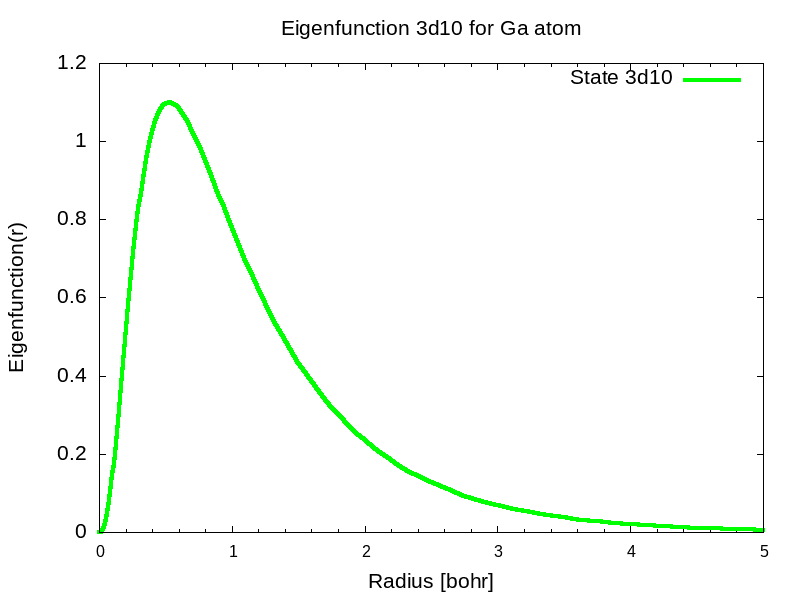 Eigenfunction 3d10 for Ga atom
State 3d10
1.2
1
0.8
0.6
0.4
0.2
0
Eigenfunction(r)
0 1 2 3 4 5
Radius [bohr]